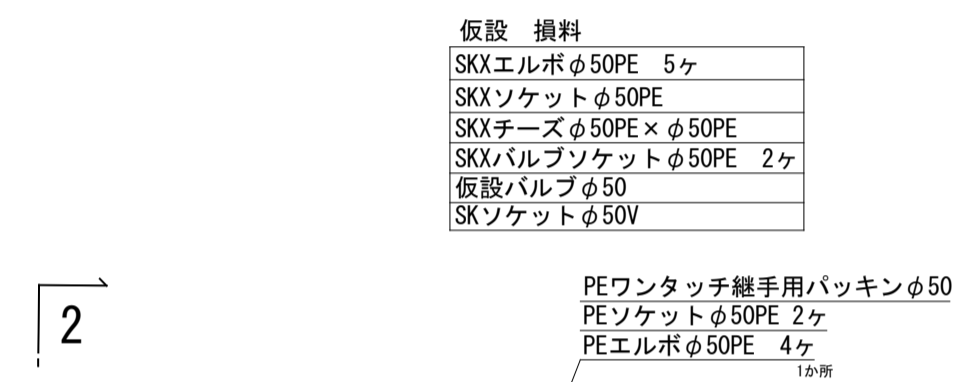 仮設　損料
SKXエルボφ50PE　5ヶ
SKXソケットφ50PE
SKXチーズφ50PE×φ50PE
SKXバルブソケットφ50PE　2ヶ
仮設バルブφ50
SKソケットφ50V
PEワンタッチ継手用パッキンφ50
PEソケットφ50PE 2ヶ
PEエルボφ50PE　4ヶ
1か所
2